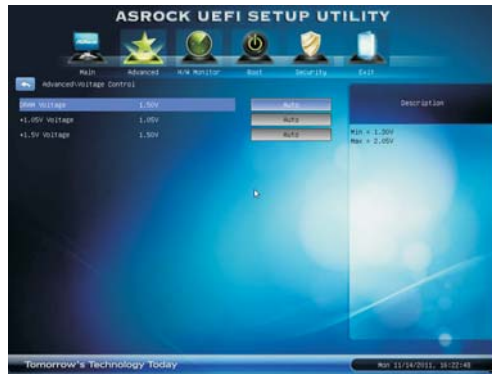 ASROCK UEFI SETUP UTILITY
Main Advanced H/W Monitor Boot Security Exit
Advanced\Voltage Control
DRAM Voltage 1.50V Auto
+1.05V Voltage 1.05V Auto
+1.5V Voltage 1.50V Auto
Description
Min = 1.30V
Max = 2.05V
Tomorrow's Technology Today
Mon 11/14/2011, 16:22:48